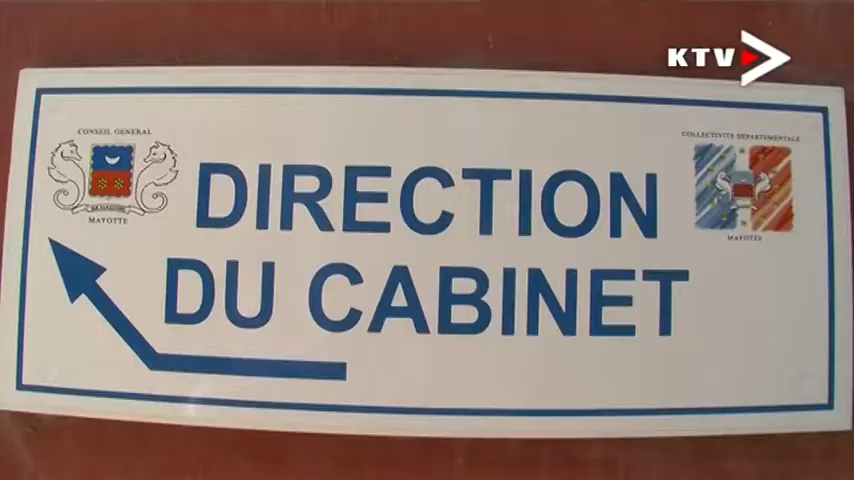 KTV
CONSEIL GENERAL
MAYOTTE
COLLECTIVITE DEPARTEMENTALE
MAYOTTE
DIRECTION
DU CABINET